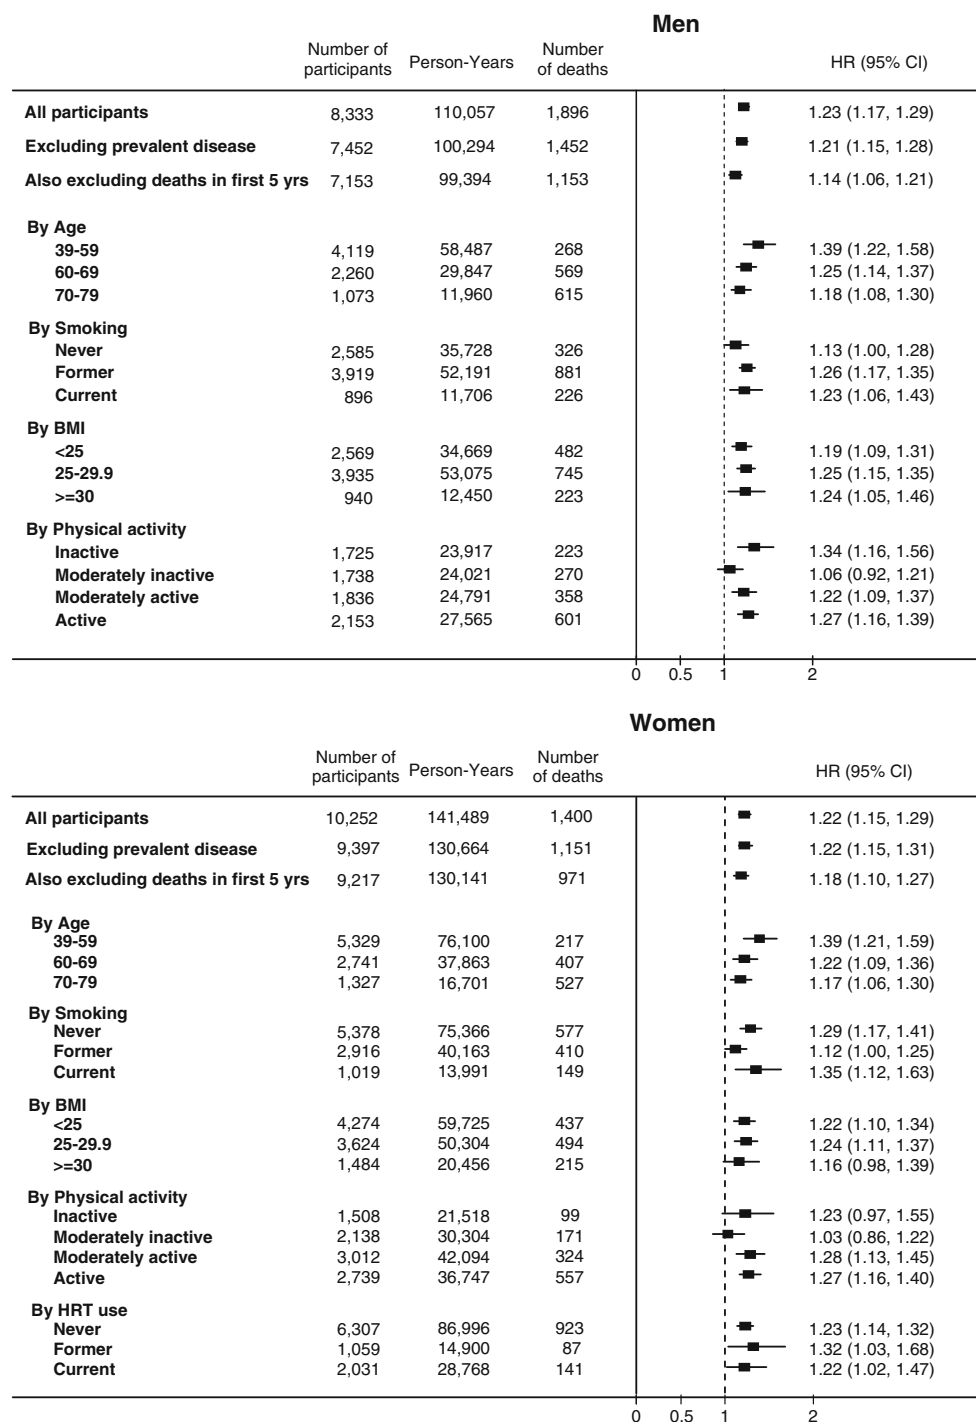 Men
Number of participants Person-Years Number of deaths HR (95% CI)
All participants 8,333 110,057 1,896 1.23 (1.17, 1.29)
Excluding prevalent disease 7,452 100,294 1,452 1.21 (1.15, 1.28)
Also excluding deaths in first 5 yrs 7,153 99,394 1,153 1.14 (1.06, 1.21)
By Age
39-59 4,119 58,487 268 1.39 (1.22, 1.58)
60-69 2,260 29,847 569 1.25 (1.14, 1.37)
70-79 1,073 11,960 615 1.18 (1.08, 1.30)
By Smoking
Never 2,585 35,728 326 1.13 (1.00, 1.28)
Former 3,919 52,191 881 1.26 (1.17, 1.35)
Current 896 11,706 226 1.23 (1.06, 1.43)
By BMI
<25 2,569 34,669 482 1.19 (1.09, 1.31)
25-29.9 3,935 53,075 745 1.25 (1.15, 1.35)
>=30 940 12,450 223 1.24 (1.05, 1.46)
By Physical activity
Inactive 1,725 23,917 223 1.34 (1.16, 1.56)
Moderately inactive 1,738 24,021 270 1.06 (0.92, 1.21)
Moderately active 1,836 24,791 358 1.22 (1.09, 1.37)
Active 2,153 27,565 601 1.27 (1.16, 1.39)
0 0.5 1 2
Women
Number of participants Person-Years Number of deaths HR (95% CI)
All participants 10,252 141,489 1,400 1.22 (1.15, 1.29)
Excluding prevalent disease 9,397 130,664 1,151 1.22 (1.15, 1.31)
Also excluding deaths in first 5 yrs 9,217 130,141 971 1.18 (1.10, 1.27)
By Age
39-59 5,329 76,100 217 1.39 (1.21, 1.59)
60-69 2,741 37,863 407 1.22 (1.09, 1.36)
70-79 1,327 16,701 527 1.17 (1.06, 1.30)
By Smoking
Never 5,378 75,366 577 1.29 (1.17, 1.41)
Former 2,916 40,163 410 1.12 (1.00, 1.25)
Current 1,019 13,991 149 1.35 (1.12, 1.63)
By BMI
<25 4,274 59,725 437 1.22 (1.10, 1.34)
25-29.9 3,624 50,304 494 1.24 (1.11, 1.37)
>=30 1,484 20,456 215 1.16 (0.98, 1.39)
By Physical activity
Inactive 1,508 21,518 99 1.23 (0.97, 1.55)
Moderately inactive 2,138 30,304 171 1.03 (0.86, 1.22)
Moderately active 3,012 42,094 324 1.28 (1.13, 1.45)
Active 2,739 36,747 557 1.27 (1.16, 1.40)
By HRT use
Never 6,307 86,996 923 1.23 (1.14, 1.32)
Former 1,059 14,900 87 1.32 (1.03, 1.68)
Current 2,031 28,768 141 1.22 (1.02, 1.47)
0 0.5 1 2